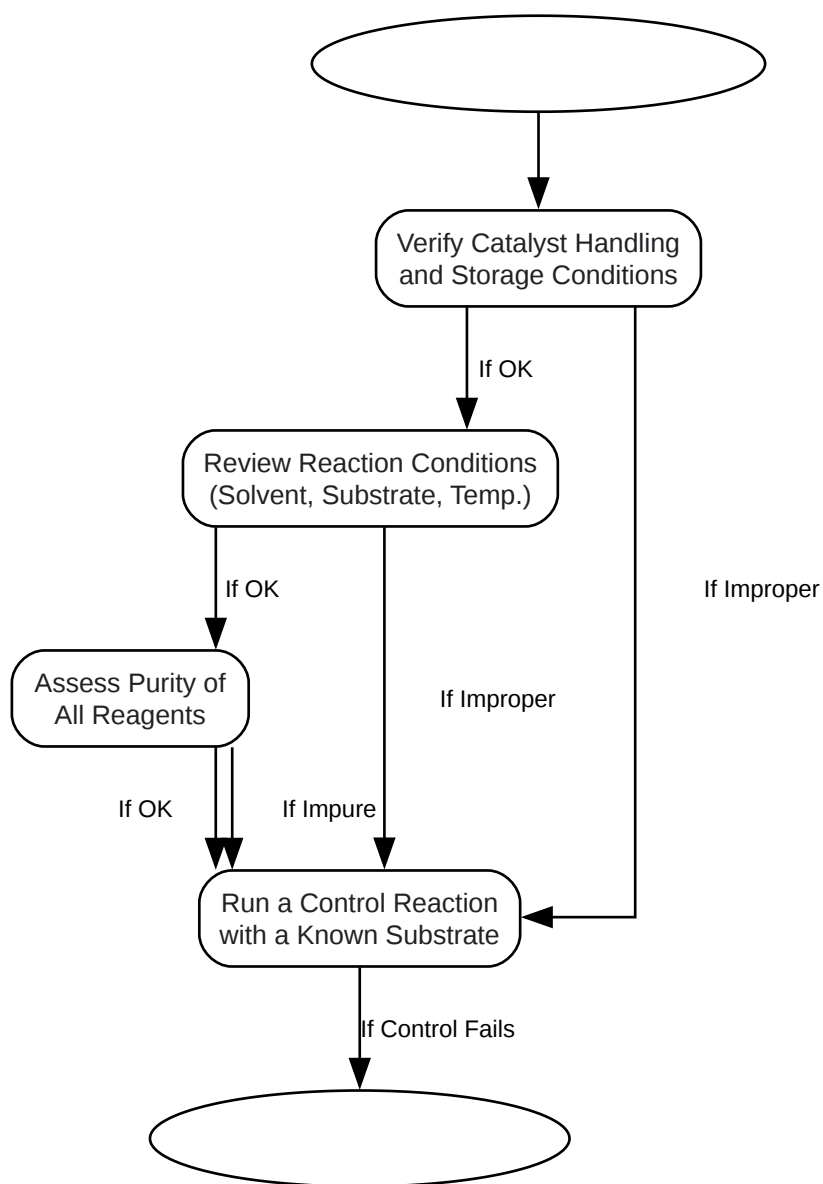 Verify Catalyst Handling
and Storage Conditions
If OK
Review Reaction Conditions
(Solvent, Substrate, Temp.)
If OK
If Improper
Assess Purity of
All Reagents
If Improper
If OK
If Impure
Run a Control Reaction
with a Known Substrate
If Control Fails